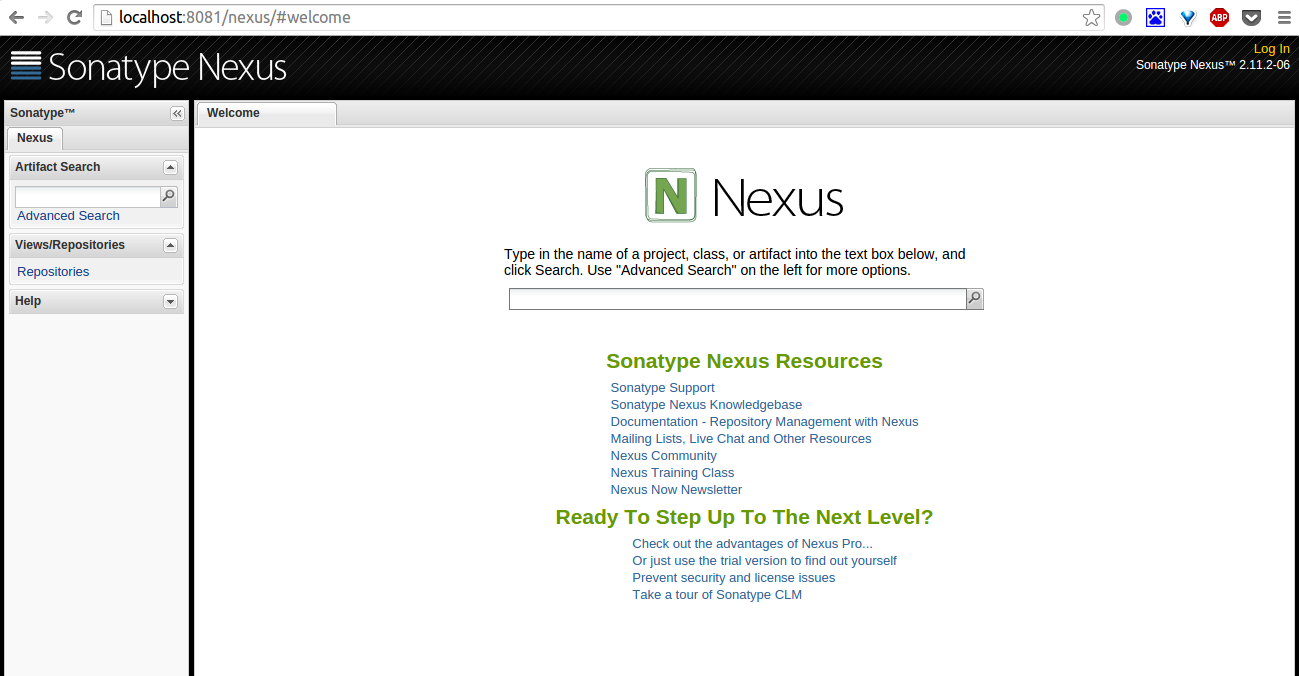 localhost:8081/nexus/#welcome
ABP
Sonatype Nexus
Log In
Sonatype Nexus™ 2.11.2-06
Sonatype™
Welcome
Nexus
Artifact Search
Advanced Search
Views/Repositories
Repositories
Help
N Nexus
Type in the name of a project, class, or artifact into the text box below, and
click Search. Use "Advanced Search" on the left for more options.
Sonatype Nexus Resources
Sonatype Support
Sonatype Nexus Knowledgebase
Documentation - Repository Management with Nexus
Mailing Lists, Live Chat and Other Resources
Nexus Community
Nexus Training Class
Nexus Now Newsletter
Ready To Step Up To The Next Level?
Check out the advantages of Nexus Pro...
Or just use the trial version to find out yourself
Prevent security and license issues
Take a tour of Sonatype CLM